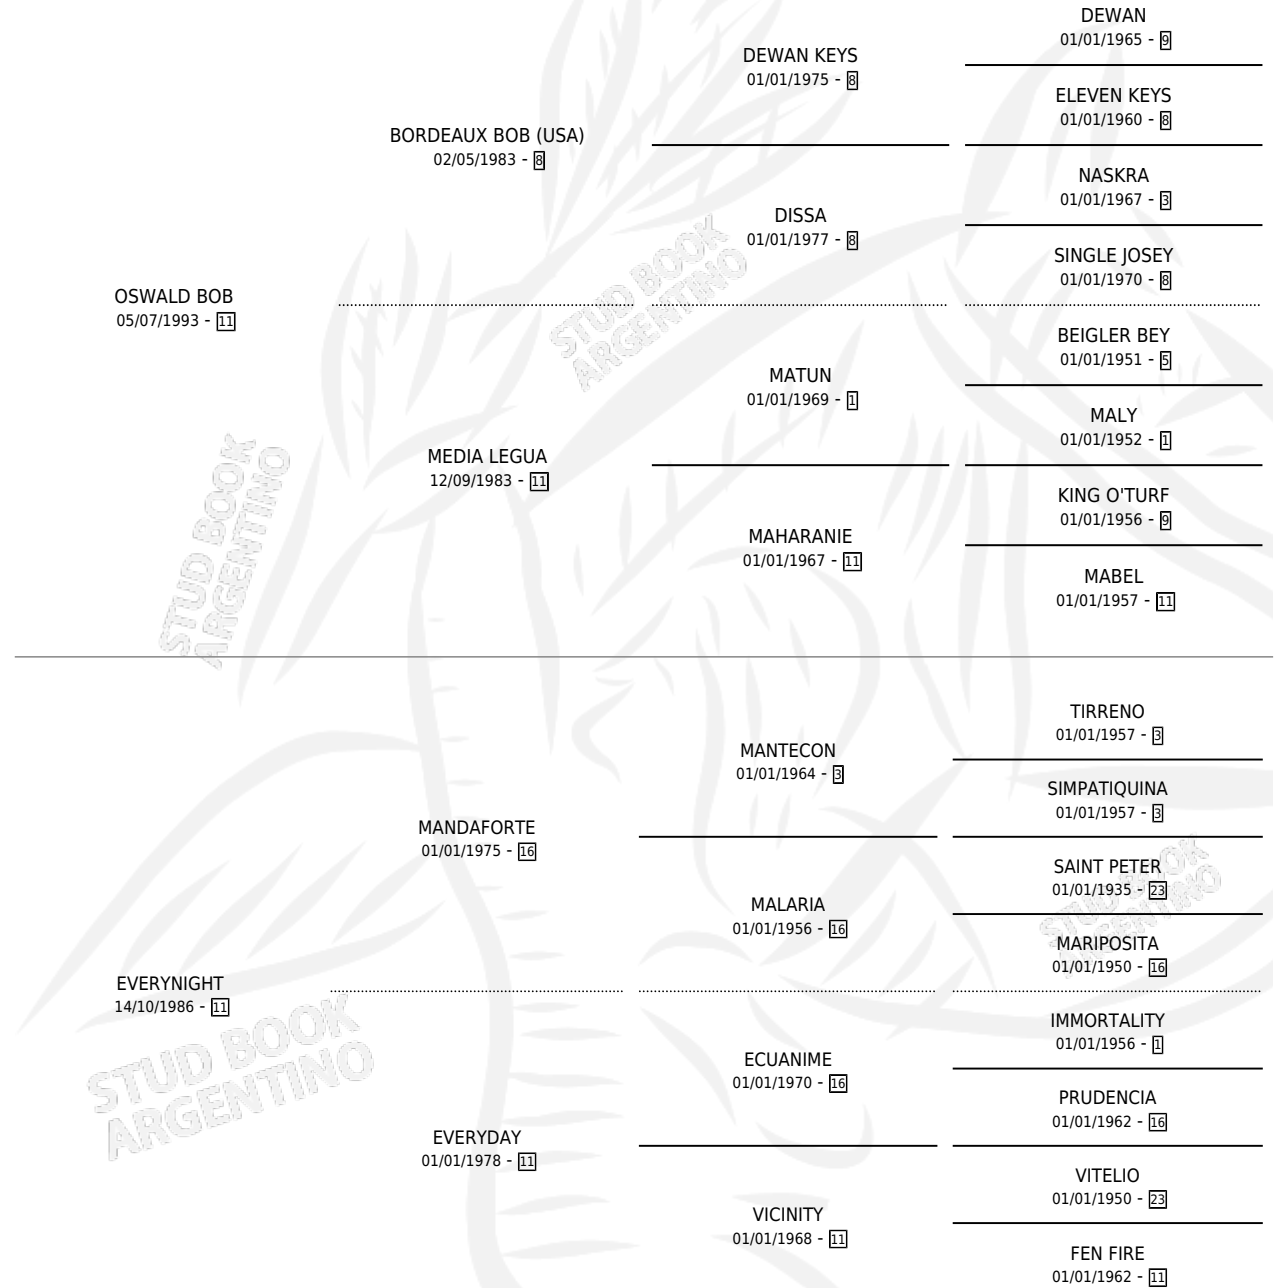 DEWAN
01/01/1965 - 9
DEWAN KEYS
01/01/1975 - 8
ELEVEN KEYS
01/01/1960 - 8
BORDEAUX BOB (USA)
02/05/1983 - 8
NASKRA
01/01/1967 - 3
DISSA
01/01/1977 - 8
SINGLE JOSEY
01/01/1970 - 8
OSWALD BOB
05/07/1993 - 11
BEIGLER BEY
01/01/1951 - 5
MATUN
01/01/1969 - 1
MALY
01/01/1952 - 1
MEDIA LEGUA
12/09/1983 - 11
KING O'TURF
01/01/1956 - 9
MAHARANIE
01/01/1967 - 11
MABEL
01/01/1957 - 11
TIRRENO
01/01/1957 - 3
MANTECON
01/01/1964 - 3
SIMPATIQUINA
01/01/1957 - 3
MANDAFORTE
01/01/1975 - 16
SAINT PETER
01/01/1935 - 23
MALARIA
01/01/1956 - 16
MARIPOSITA
01/01/1950 - 16
EVERYNIGHT
14/10/1986 - 11
IMMORTALITY
01/01/1956 - 1
ECUANIME
01/01/1970 - 16
PRUDENCIA
01/01/1962 - 16
EVERYDAY
01/01/1978 - 11
VITELIO
01/01/1950 - 23
VICINITY
01/01/1968 - 11
FEN FIRE
01/01/1962 - 11
STUD BOOK
ARGENTINO
STUD BOOK
ARGENTINO
STUD BOOK
ARGENTINO
STUD BOOK
ARGENTINO